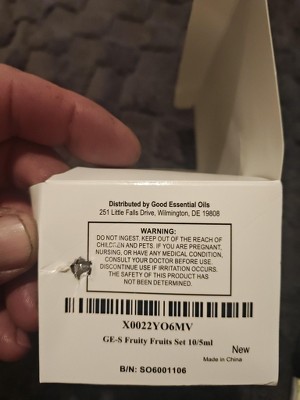 Distributed by Good Essential Oils
251 Little Falls Drive, Wilmington, DE 19808
WARNING:
DO NOT INGEST. KEEP OUT OF THE REACH OF
CHILDREN AND PETS. IF YOU ARE PREGNANT,
NURSING, OR HAVE ANY MEDICAL CONDITION,
CONSULT YOUR DOCTOR BEFORE USE.
DISCONTINUE USE IF IRRITATION OCCURS.
THE SAFETY OF THIS PRODUCT HAS
NOT BEEN DETERMINED.
X0022YO6MV
GE-S Fruity Fruits Set 10/5ml
New
Made in China
B/N: SO6001106